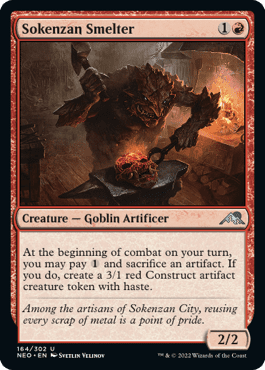 Sokenzan Smelter 1
Creature — Goblin Artificer
At the beginning of combat on your turn,
you may pay 1 and sacrifice an artifact. If
you do, create a 3/1 red Construct artifact
creature token with haste.
Among the artisans of Sokenzan City, reusing
every scrap of metal is a point of pride.
2/2
164/302 U
NEO • EN Svetlin Velinov
™ & © 2022 Wizards of the Coast